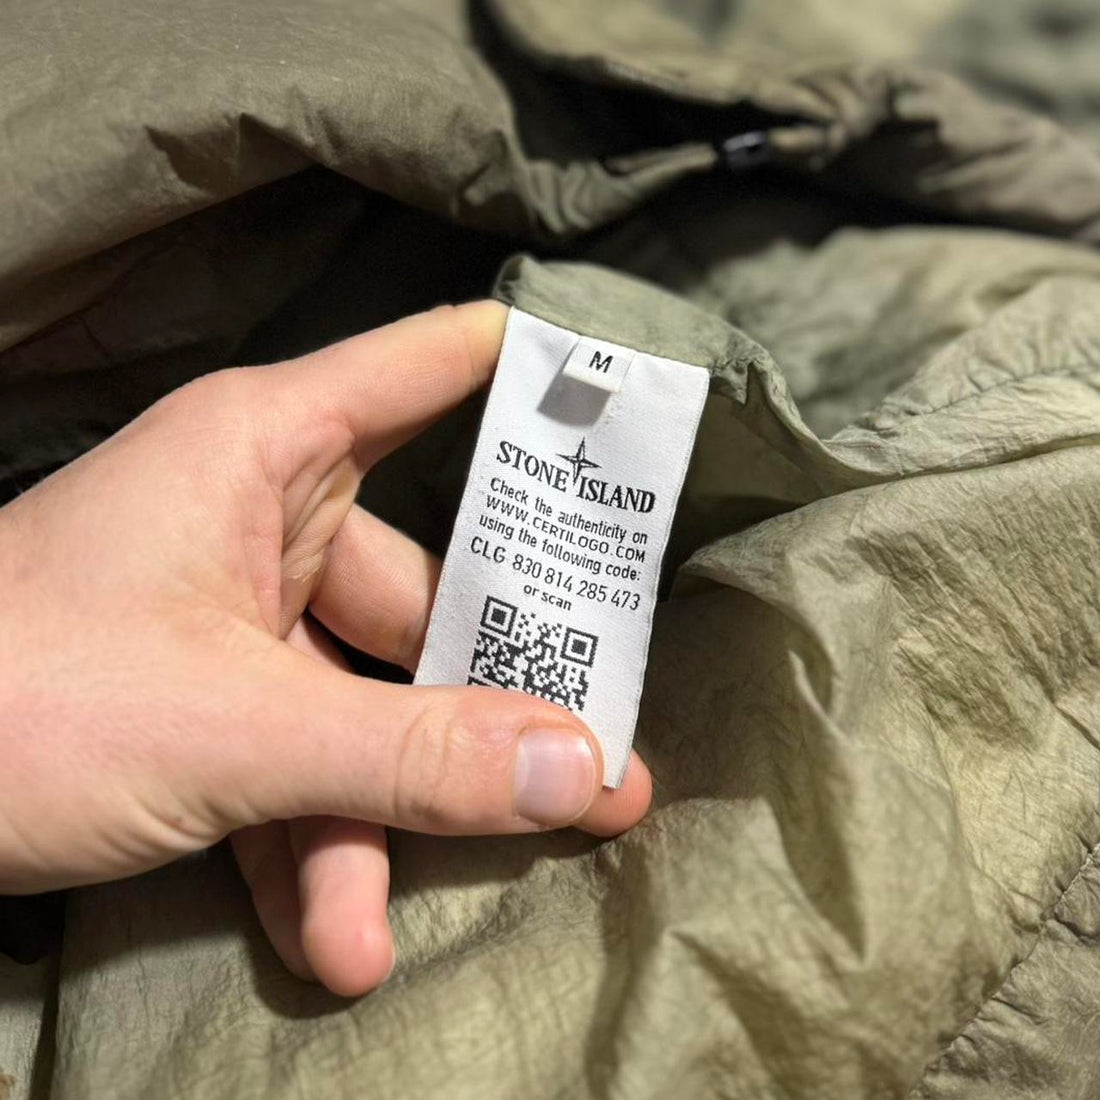 M
STONE ISLAND
Check the authenticity on
WWW.CERTILOGO.COM
using the following code:
CLG 830 814 285 473
or scan